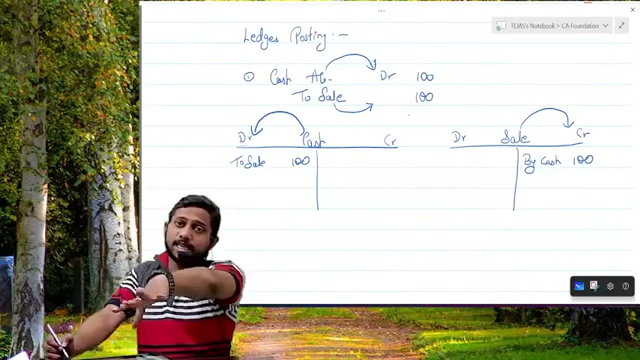 TEJAS's Notebook > CA Foundation
Ledger Posting :-
① Cash A/c. Dr 100
To Sale 100
Dr Cash Cr
To Sale 100
Dr Sale Cr
By Cash 100